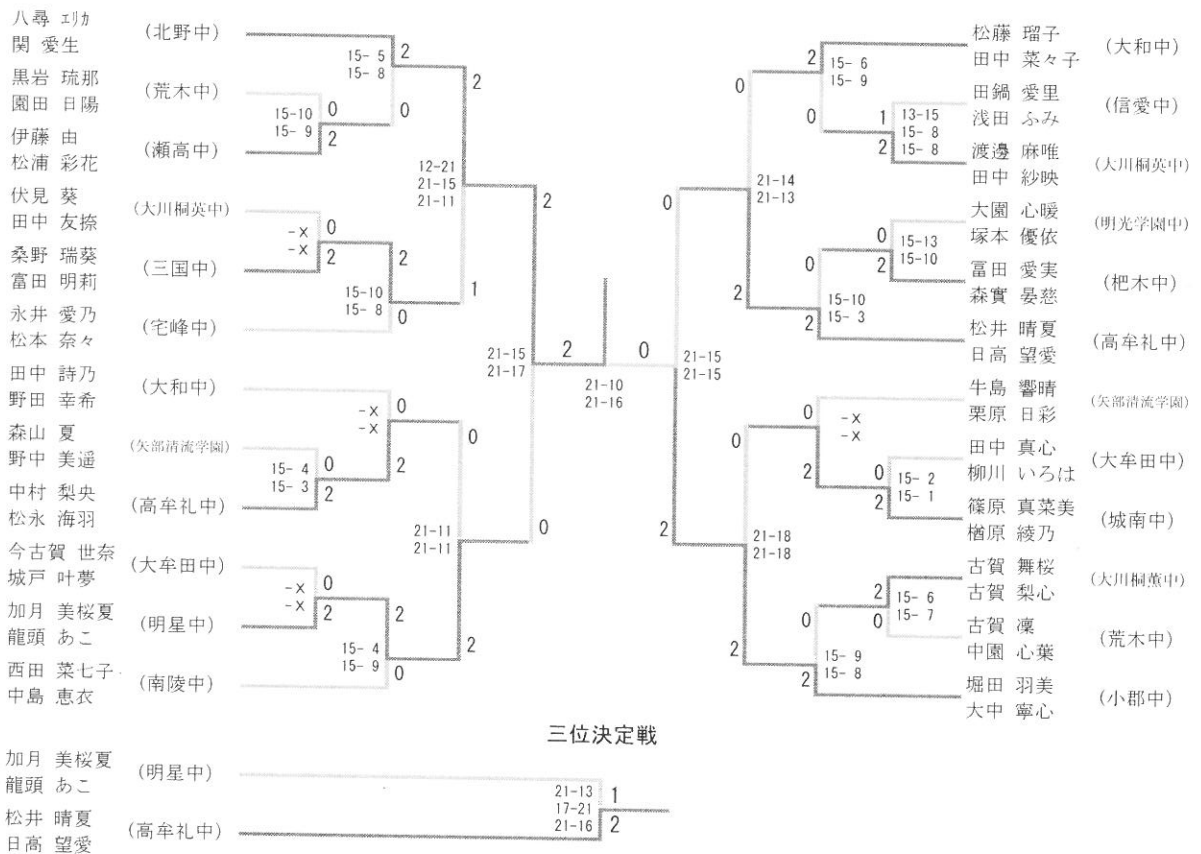 八尋 エリカ
関 愛生
(北野中)
黒岩 琉那
園田 日陽
(荒木中)
伊藤 由
松浦 彩花
(瀬高中)
伏見 葵
田中 友捺
(大川桐英中)
桑野 瑞葵
富田 明莉
(三国中)
永井 愛乃
松本 奈々
(宅峰中)
田中 詩乃
野田 幸希
(大和中)
森山 夏
野中 美遥
(矢部清流学園)
中村 梨央
松永 海羽
(高牟礼中)
今古賀 世奈
城戸 叶夢
(大牟田中)
加月 美桜夏
龍頭 あこ
(明星中)
西田 菜七子
中島 恵衣
(南陵中)
15- 5
15- 8
2
0
15-10
15- 9
0
2
2
12-21
21-15
21-11
-X
-X
0
2
2
15-10
15- 8
0
1
2
-X
-X
0
2
15- 4
15- 3
0
2
0
21-11
21-11
-X
-X
0
2
2
15- 4
15- 9
0
2
21-15
21-17
0
2
0
21-10
21-16
松藤 瑠子
田中 菜々子
(大和中)
田鍋 愛里
浅田 ふみ
(信愛中)
渡邊 麻唯
田中 紗映
(大川桐英中)
大園 心暖
塚本 優依
(明光学園中)
冨田 愛実
森實 晏慈
(杷木中)
松井 晴夏
日高 望愛
(高牟礼中)
牛島 響晴
栗原 日彩
(矢部清流学園)
田中 真心
柳川 いろは
(大牟田中)
篠原 真菜美
楢原 綾乃
(城南中)
古賀 舞桜
古賀 梨心
(大川桐薫中)
古賀 凜
中園 心葉
(荒木中)
堀田 羽美
大中 寧心
(小郡中)
2
15- 6
15- 9
0
0
1
13-15
15- 8
15- 8
2
21-14
21-13
0
0
15-13
15-10
2
0
15-10
15- 3
2
2
21-15
21-15
0
-X
-X
2
0
15- 2
15- 1
2
0
21-18
21-18
2
15- 6
15- 7
0
0
15- 9
15- 8
2
2
2
三位決定戦
加月 美桜夏
龍頭 あこ
(明星中)
松井 晴夏
日高 望愛
(高牟礼中)
21-13
17-21
21-16
1
2